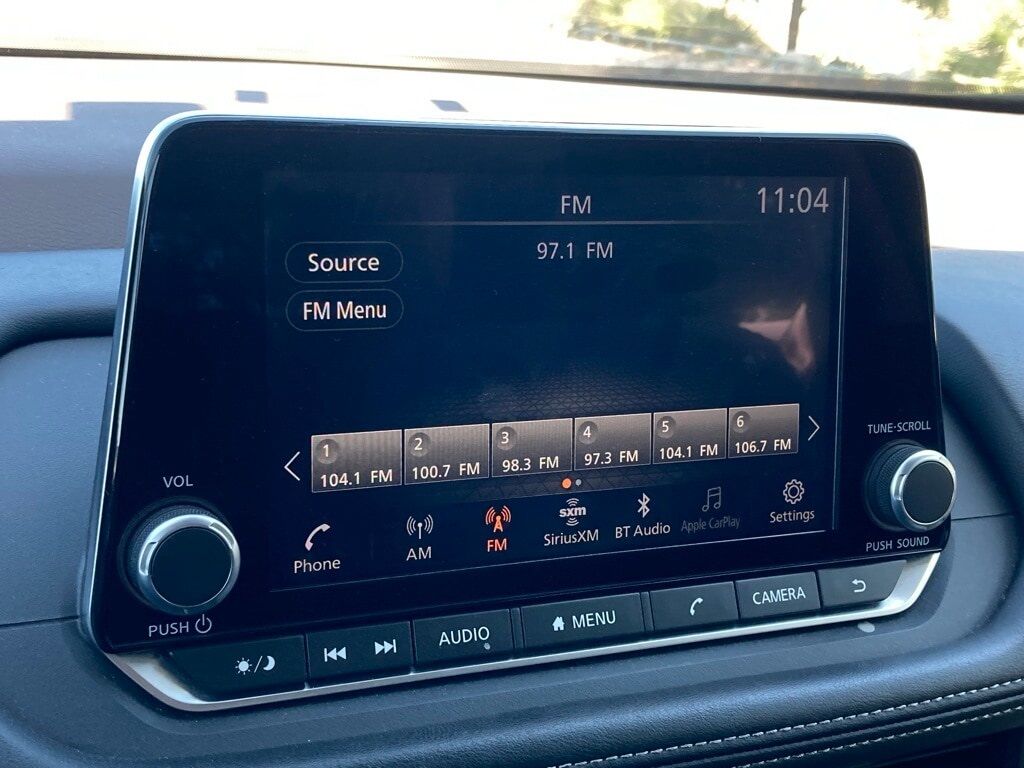 FM
11:04
Source
97.1 FM
FM Menu
1
104.1 FM
2
100.7 FM
3
98.3 FM
4
97.3 FM
5
104.1 FM
6
106.7 FM
TUNE·SCROLL
VOL
Phone
AM
FM
sxm
SiriusXM
BT Audio
Apple CarPlay
Settings
PUSH SOUND
PUSH
AUDIO
MENU
CAMERA